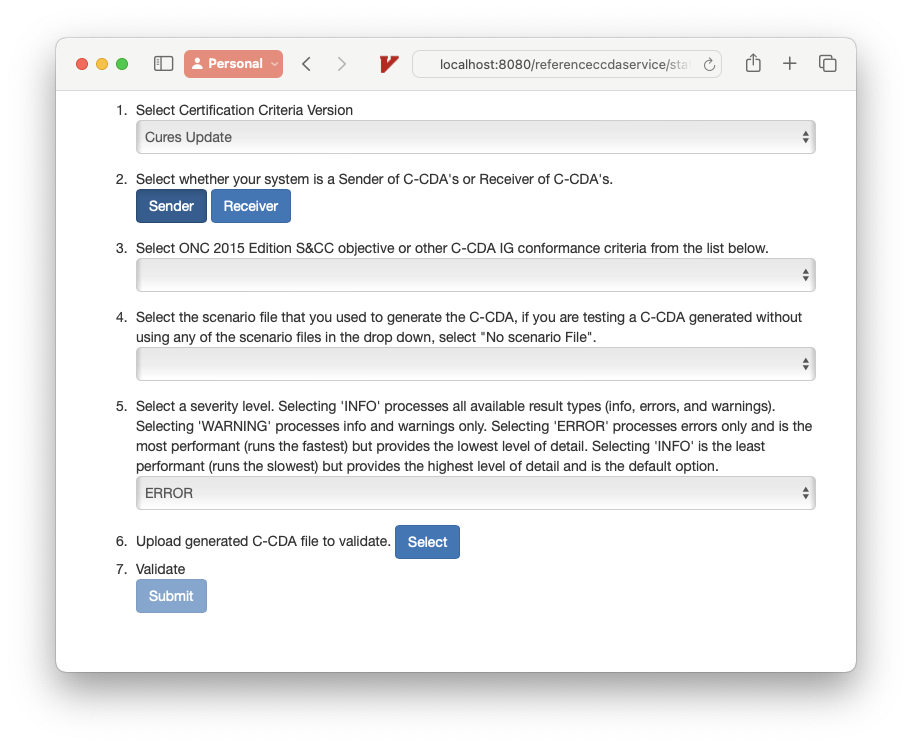 Personal
localhost:8080/referenceccdaservice/sta
1. Select Certification Criteria Version
Cures Update
2. Select whether your system is a Sender of C-CDA's or Receiver of C-CDA's.
Sender Receiver
3. Select ONC 2015 Edition S&CC objective or other C-CDA IG conformance criteria from the list below.
4. Select the scenario file that you used to generate the C-CDA, if you are testing a C-CDA generated without
using any of the scenario files in the drop down, select "No scenario File".
5. Select a severity level. Selecting 'INFO' processes all available result types (info, errors, and warnings).
Selecting 'WARNING' processes info and warnings only. Selecting 'ERROR' processes errors only and is the
most performant (runs the fastest) but provides the lowest level of detail. Selecting 'INFO' is the least
performant (runs the slowest) but provides the highest level of detail and is the default option.
ERROR
6. Upload generated C-CDA file to validate. Select
7. Validate
Submit